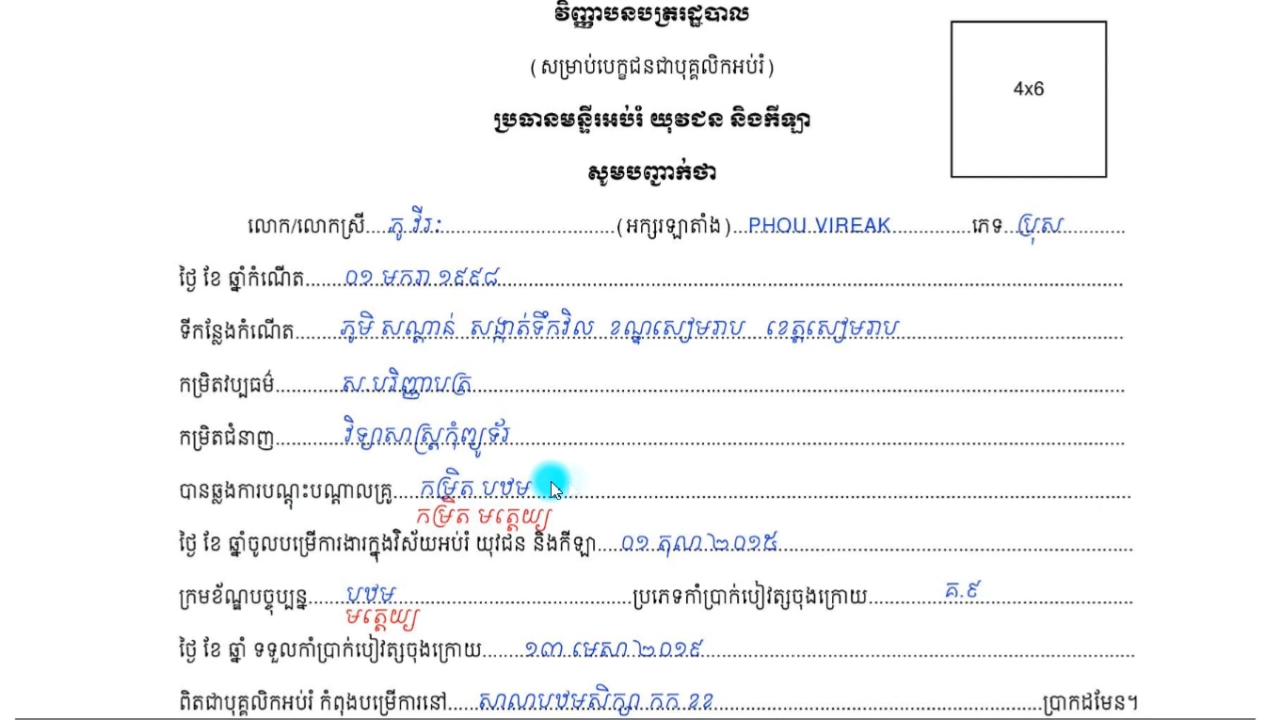 វិញ្ញាបនបត្ររដ្ឋបាល
(សម្រាប់បេក្ខជនជាបុគ្គលិកអប់រំ)
4x6
ប្រធានមន្ទីរអប់រំ យុវជន និងកីឡា
សូមបញ្ជាក់ថា
លោក/លោកស្រី....ភូ វីរៈ............(អក្សរឡាតាំង)...PHOU VIREAK............ភេទ...ប្រុស............
ថ្ងៃ ខែ ឆ្នាំកំណើត.......០១ មករា ១៩៩៨............
ទីកន្លែងកំណើត.......ភូមិ សណ្តាន់ សង្កាត់ទឹកវិល ខណ្ឌសៀមរាប ខេត្តសៀមរាប............
កម្រិតវប្បធម៌............ស.បរិញ្ញាបត្រ............
កម្រិតជំនាញ............វិទ្យាសាស្ត្រកុំព្យូទ័រ............
បានឆ្លងការបណ្តុះបណ្តាលគ្រូ.....កម្រិត បឋម............
កម្រិត មត្តេយ្យ
ថ្ងៃ ខែ ឆ្នាំចូលបម្រើការងារក្នុងវិស័យអប់រំ យុវជន និងកីឡា.....០១ តុលា ២០១៥............
ក្រមខ័ណ្ឌបច្ចុប្បន្ន.......បឋម............ប្រភេទកាំប្រាក់បៀវត្សចុងក្រោយ............គ.៩............
មត្តេយ្យ
ថ្ងៃ ខែ ឆ្នាំ ទទួលកាំប្រាក់បៀវត្សចុងក្រោយ.......១៣ មេសា ២០១៩............
ពិតជាបុគ្គលិកអប់រំ កំពុងបម្រើការនៅ......សាលាបឋមសិក្សា កក ខខ............ប្រាកដមែន។